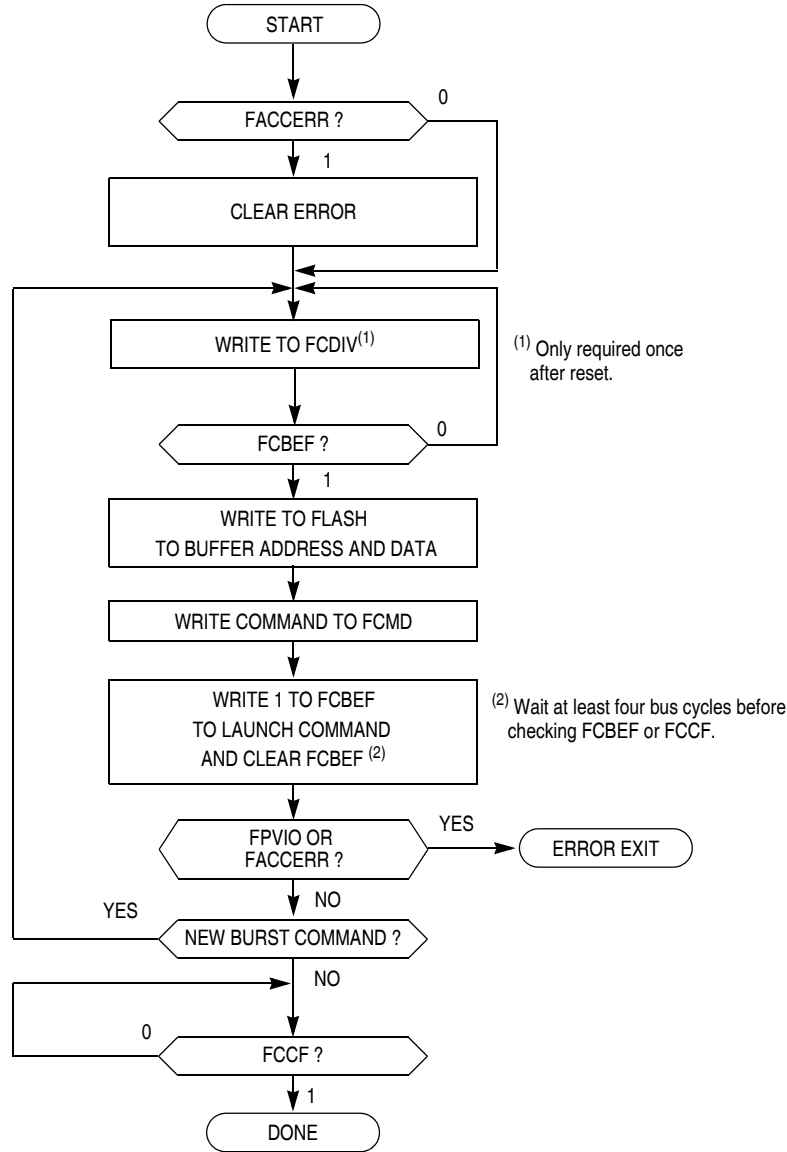 START
0
FACCERR ?
1
CLEAR ERROR
WRITE TO FCDIV(1)
(1) Only required once
after reset.
0
FCBEF ?
1
WRITE TO FLASH
TO BUFFER ADDRESS AND DATA
WRITE COMMAND TO FCMD
WRITE 1 TO FCBEF
TO LAUNCH COMMAND
AND CLEAR FCBEF (2)
(2) Wait at least four bus cycles before
checking FCBEF or FCCF.
FPVIO OR
FACCERR ?
YES
ERROR EXIT
NO
YES
NEW BURST COMMAND ?
NO
0
FCCF ?
1
DONE